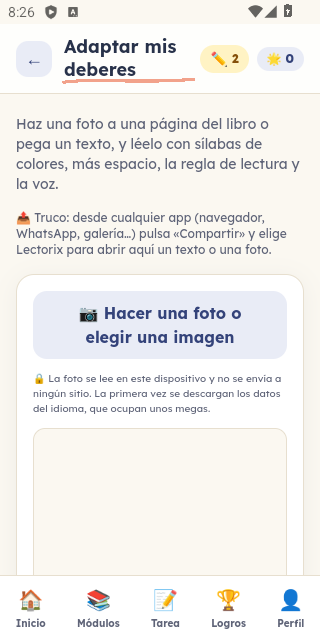 8:26
A
← Adaptar mis
deberes
✏️ 2
🌟 0
Haz una foto a una página del libro o
pega un texto, y léelo con sílabas de
colores, más espacio, la regla de lectura y
la voz.
📤 Truco: desde cualquier app (navegador,
WhatsApp, galería…) pulsa «Compartir» y elige
Lectorix para abrir aquí un texto o una foto.
📷 Hacer una foto o
elegir una imagen
🔒 La foto se lee en este dispositivo y no se envia a
ningún sitio. La primera vez se descargan los datos
del idioma, que ocupan unos megas.
Inicio Módulos Tarea Logros Perfil